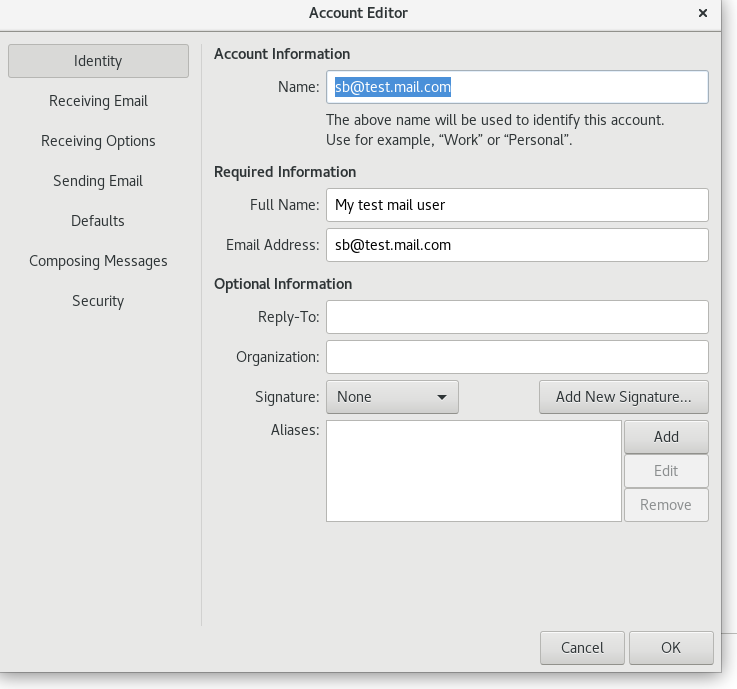 Account Editor
×
Identity
Receiving Email
Receiving Options
Sending Email
Defaults
Composing Messages
Security
Account Information
Name: sb@test.mail.com
The above name will be used to identify this account.
Use for example, “Work” or “Personal”.
Required Information
Full Name: My test mail user
Email Address: sb@test.mail.com
Optional Information
Reply-To:
Organization:
Signature: None Add New Signature...
Aliases: Add
Edit
Remove
Cancel OK